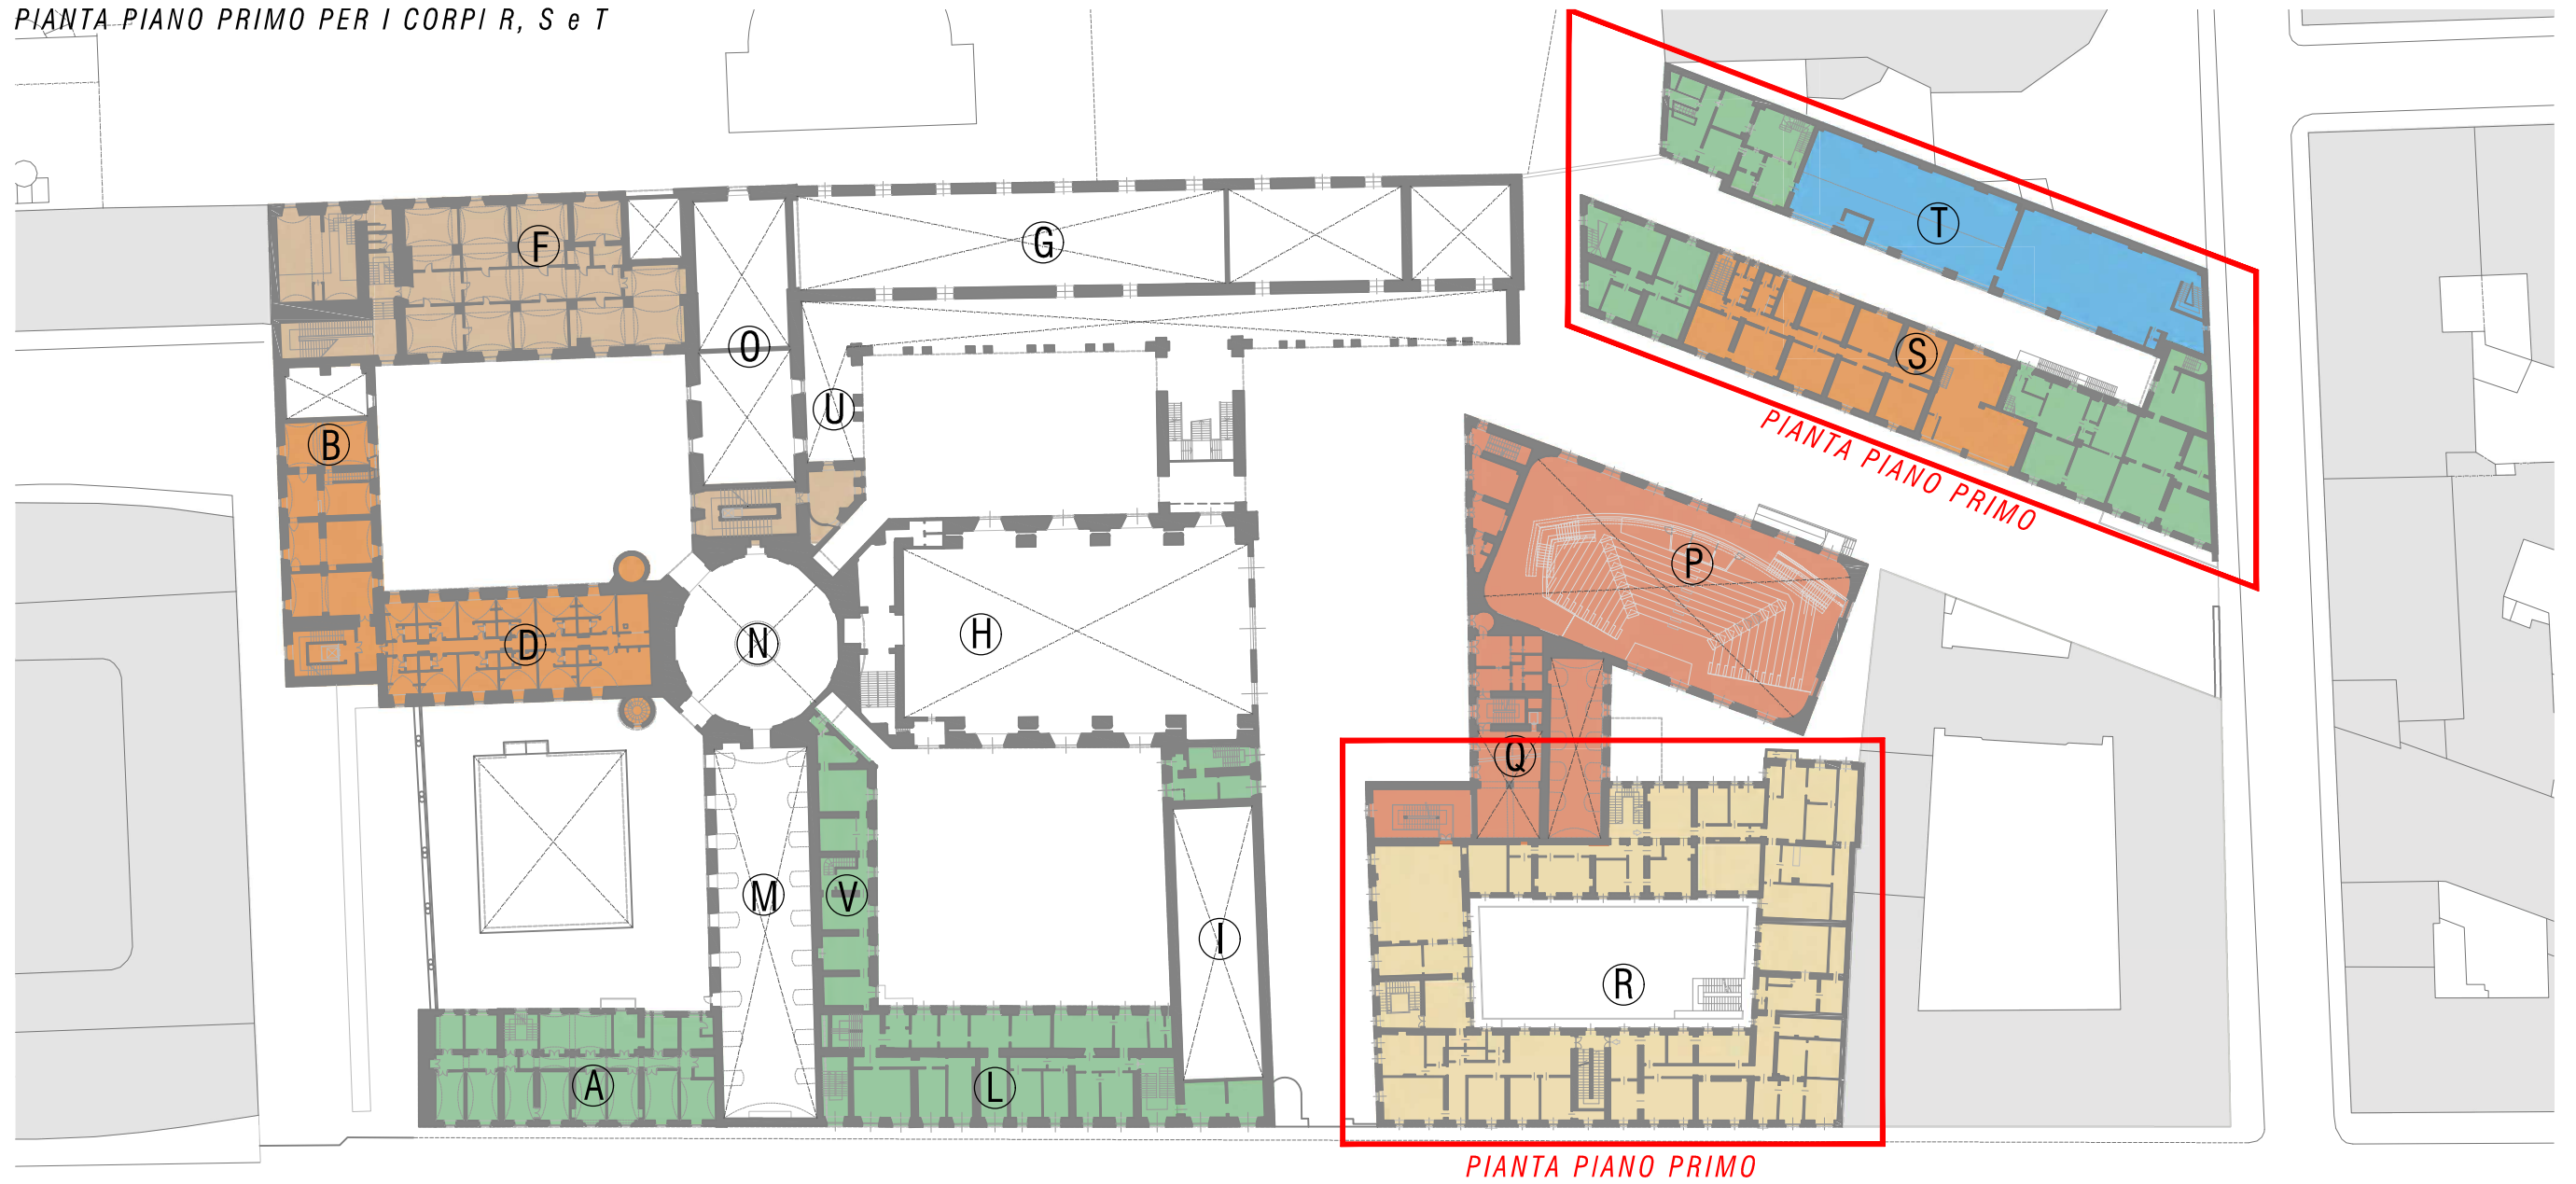 PIANTA PIANO PRIMO PER I CORPI R, S e T
T
F
G
O
S
U
B
PIANTA PIANO PRIMO
P
H
N
D
Q
M
V
I
R
A
L
PIANTA PIANO PRIMO